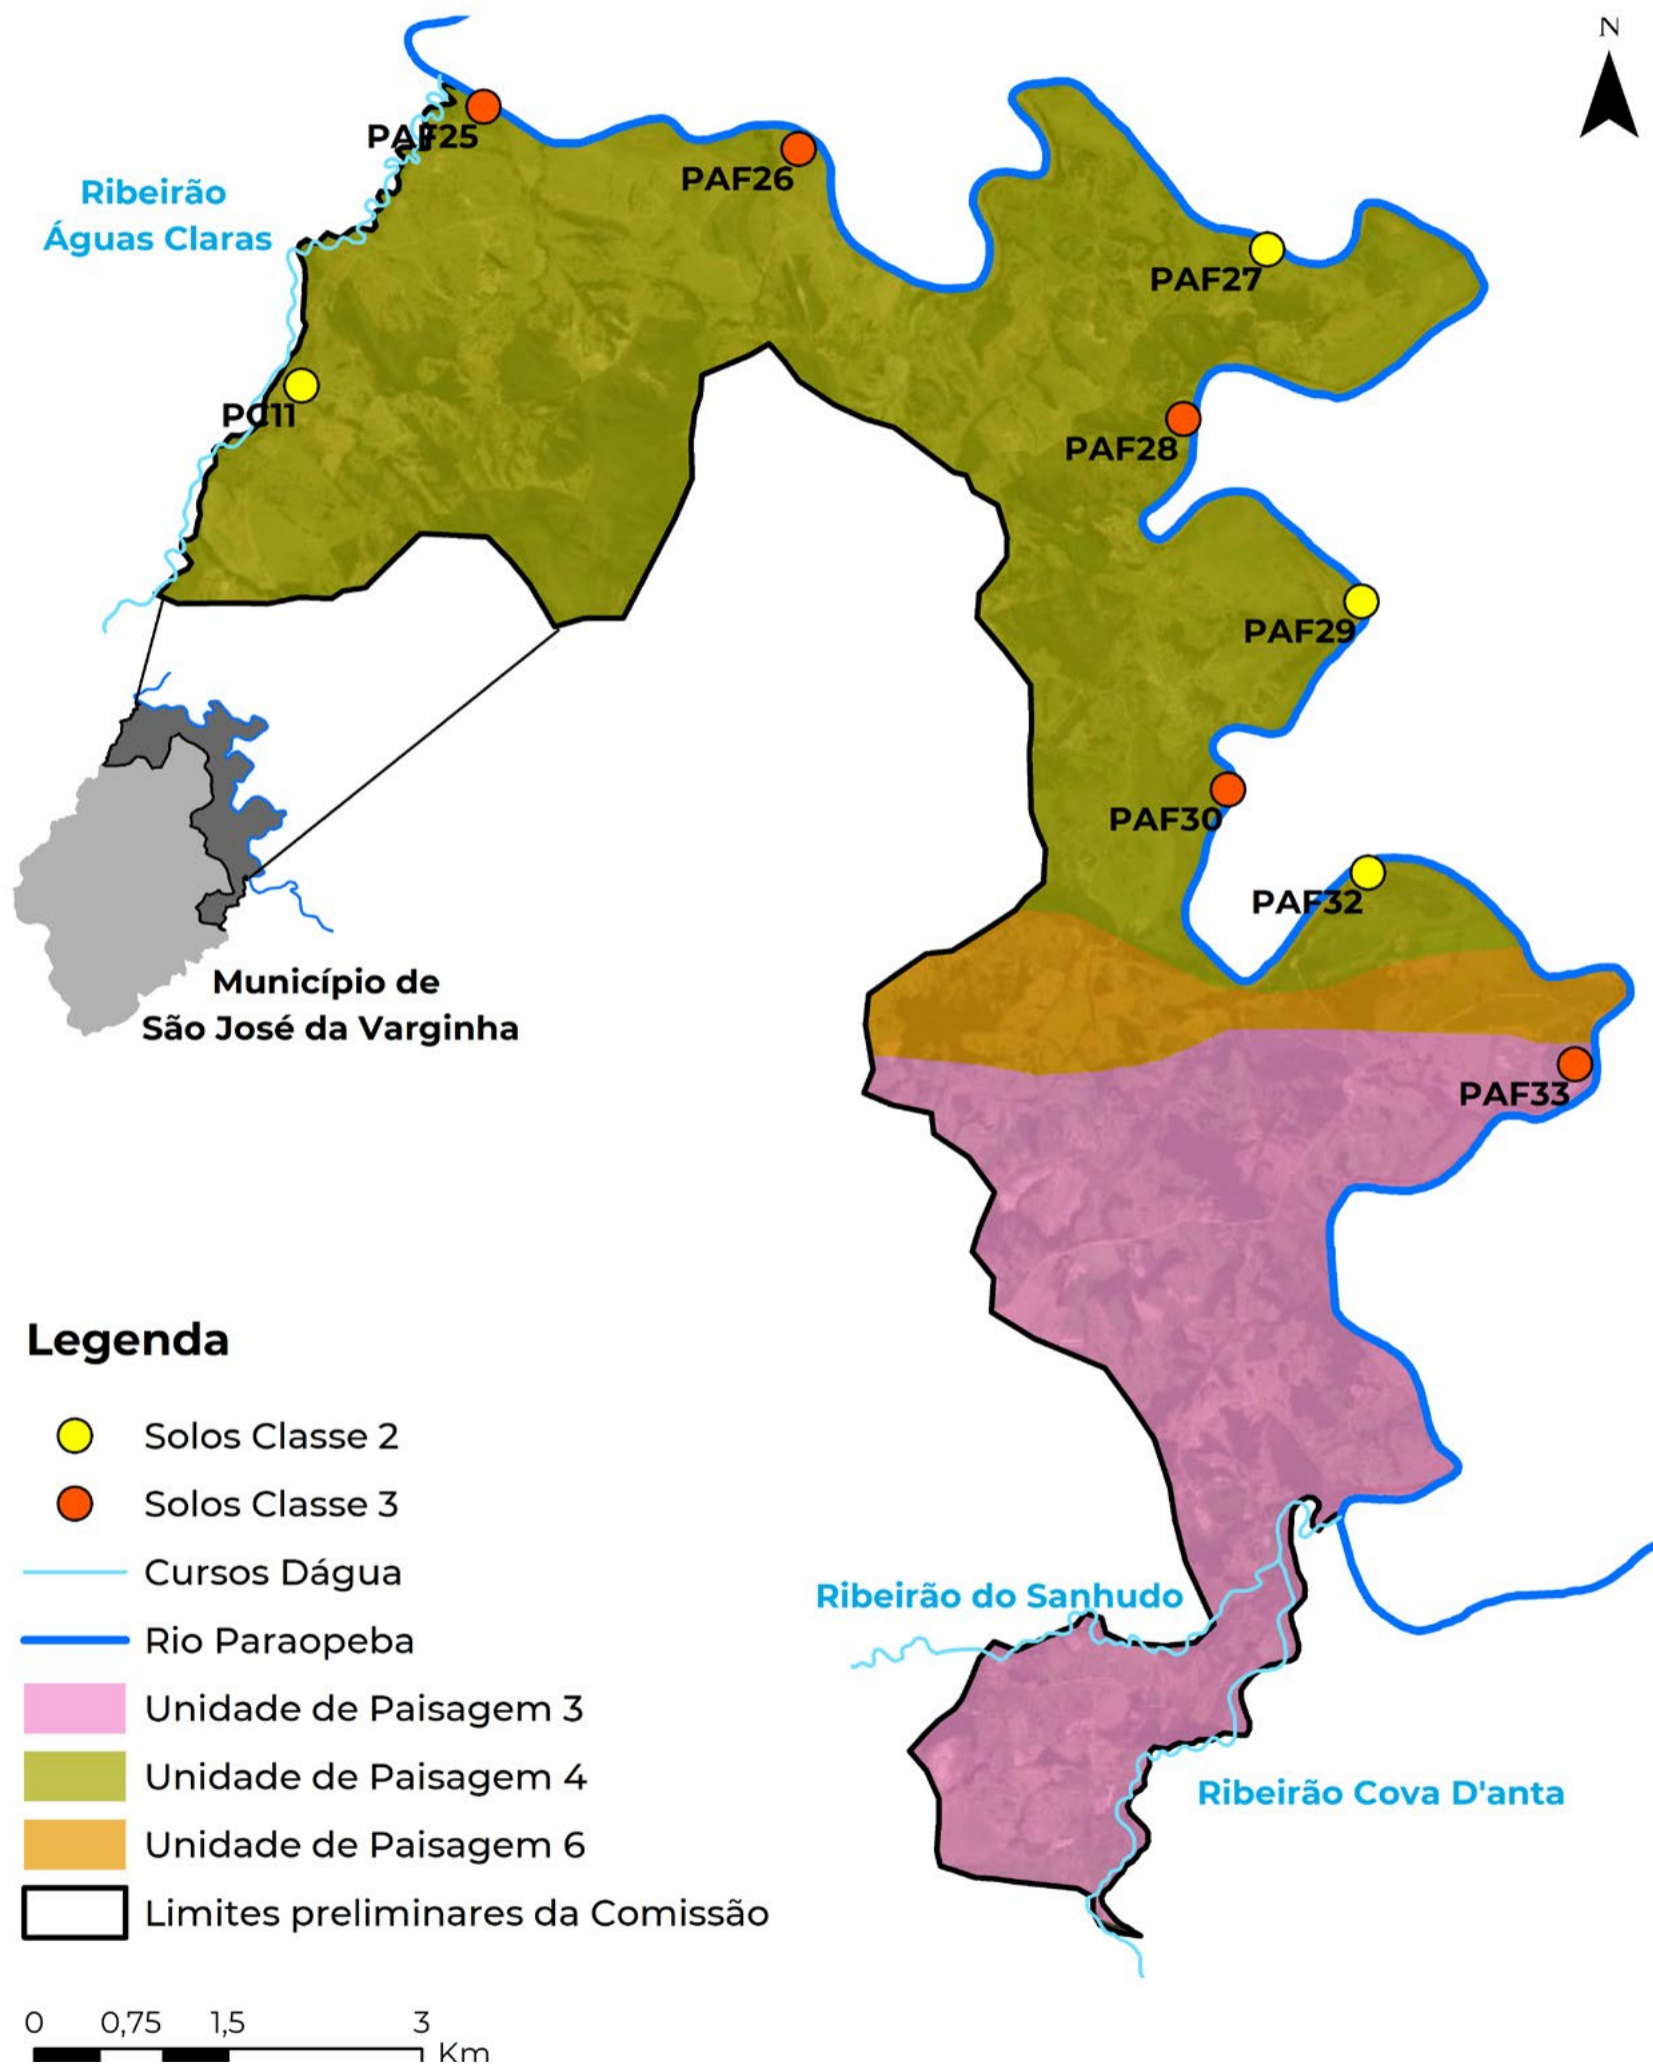 N
PAF25
PAF26
Ribeirão
Águas Claras
PAF27
PC11
PAF28
PAF29
PAF30
PAF32
Município de
São José da Varginha
PAF33
Legenda
Solos Classe 2
Solos Classe 3
Cursos Dágua
Rio Paraopeba
Unidade de Paisagem 3
Unidade de Paisagem 4
Unidade de Paisagem 6
Limites preliminares da Comissão
Ribeirão do Sanhudo
Ribeirão Cova D'anta
0 0,75 1,5 3
Km